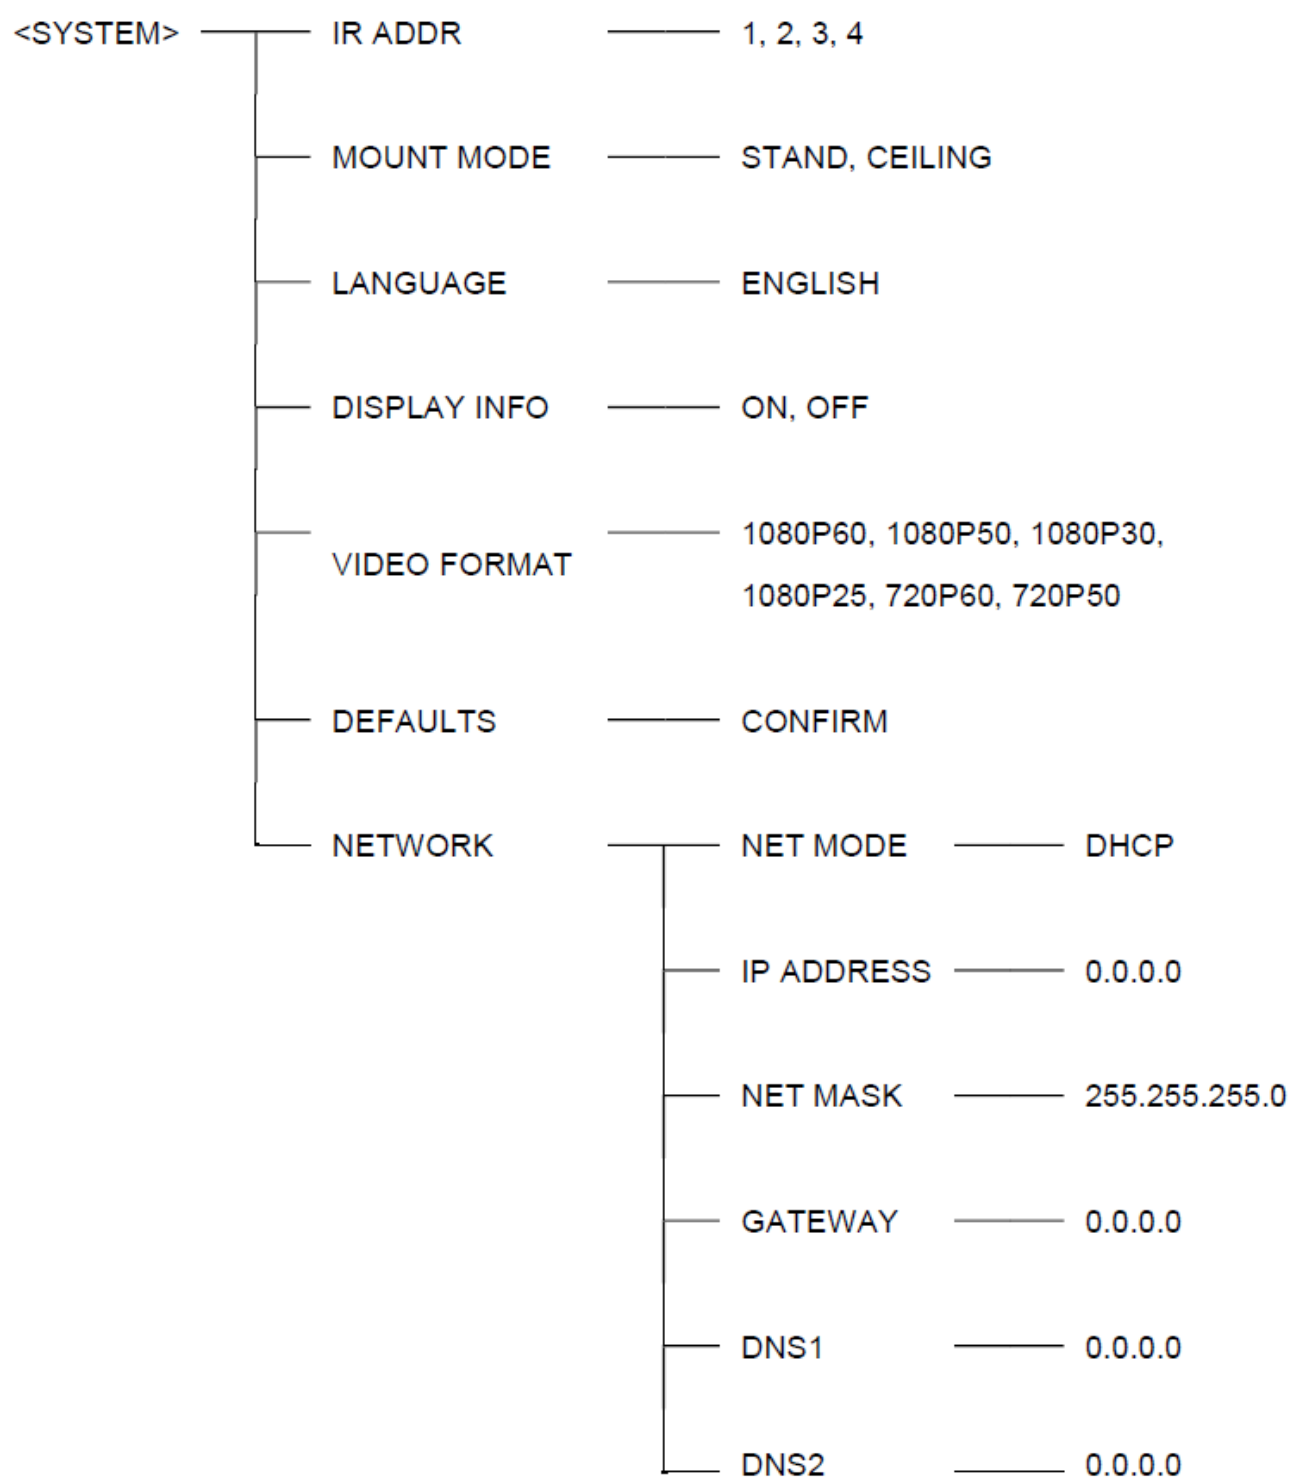 <SYSTEM> IR ADDR 1, 2, 3, 4
MOUNT MODE STAND, CEILING
LANGUAGE ENGLISH
DISPLAY INFO ON, OFF
VIDEO FORMAT 1080P60, 1080P50, 1080P30,
1080P25, 720P60, 720P50
DEFAULTS CONFIRM
NETWORK NET MODE DHCP
IP ADDRESS 0.0.0.0
NET MASK 255.255.255.0
GATEWAY 0.0.0.0
DNS1 0.0.0.0
DNS2 0.0.0.0